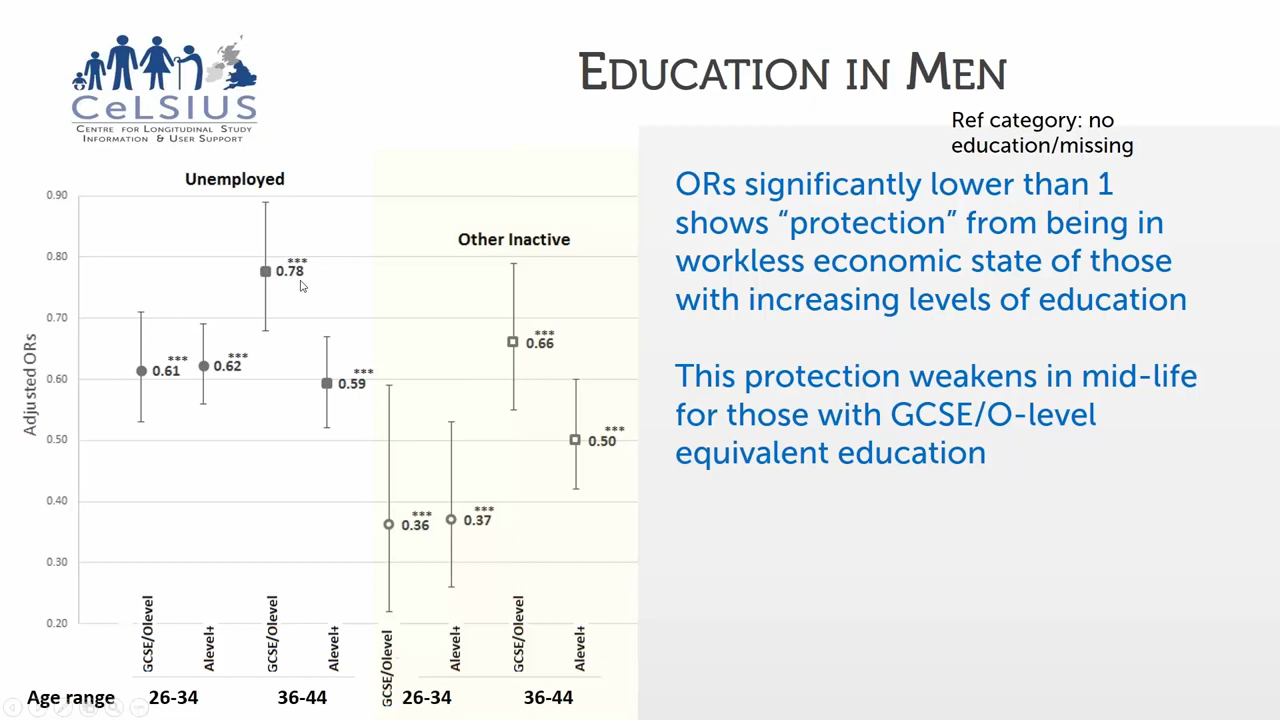 EDUCATION IN MEN
CeLSIUS
CENTRE FOR LONGITUDINAL STUDY
INFORMATION & USER SUPPORT
Ref category: no
education/missing
ORs significantly lower than 1
shows “protection” from being in
workless economic state of those
with increasing levels of education
This protection weakens in mid-life
for those with GCSE/O-level
equivalent education
Unemployed
Other Inactive
Adjusted ORs
0.90
0.80
0.70
0.60
0.50
0.40
0.30
0.20
*** 0.61
*** 0.62
*** 0.78
*** 0.59
*** 0.36
*** 0.37
*** 0.66
*** 0.50
GCSE/Olevel
Alevel+
GCSE/Olevel
Alevel+
GCSE/Olevel
Alevel+
GCSE/Olevel
Alevel+
Age range 26-34 36-44 26-34 36-44